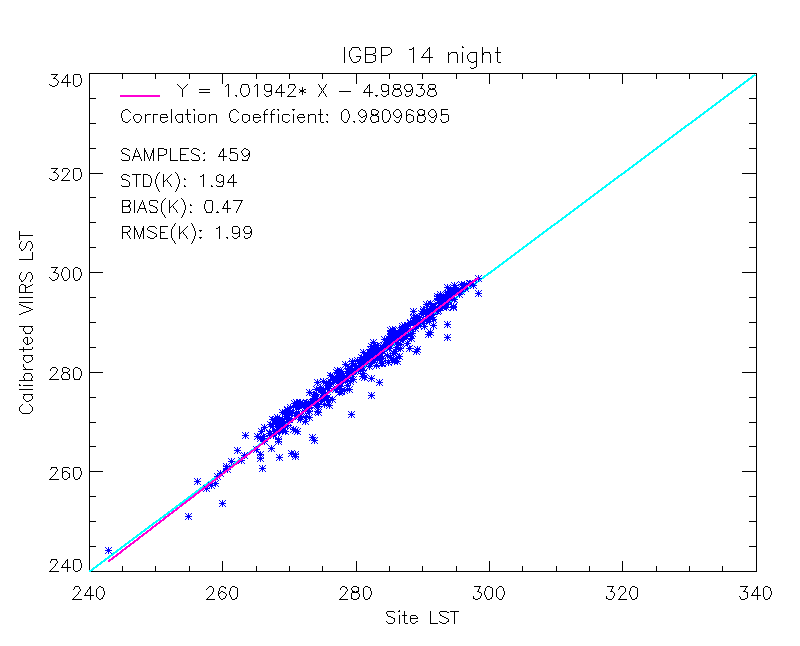 IGBP 14 night
Y = 1.01942* X − 4.98938
Correlation Coefficient: 0.98096895
SAMPLES: 459
STD(K): 1.94
BIAS(K): 0.47
RMSE(K): 1.99
Calibrated VIIRS LST
340
320
300
280
260
240
240 260 280 300 320 340
Site LST